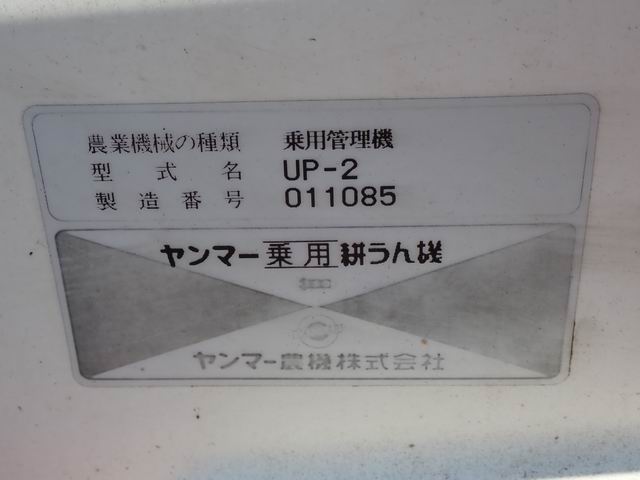 農業機械の種類 乗用管理機
型式名 UP-2
製造番号 011085
ヤンマー乗用耕うん機
ヤンマー農機株式会社